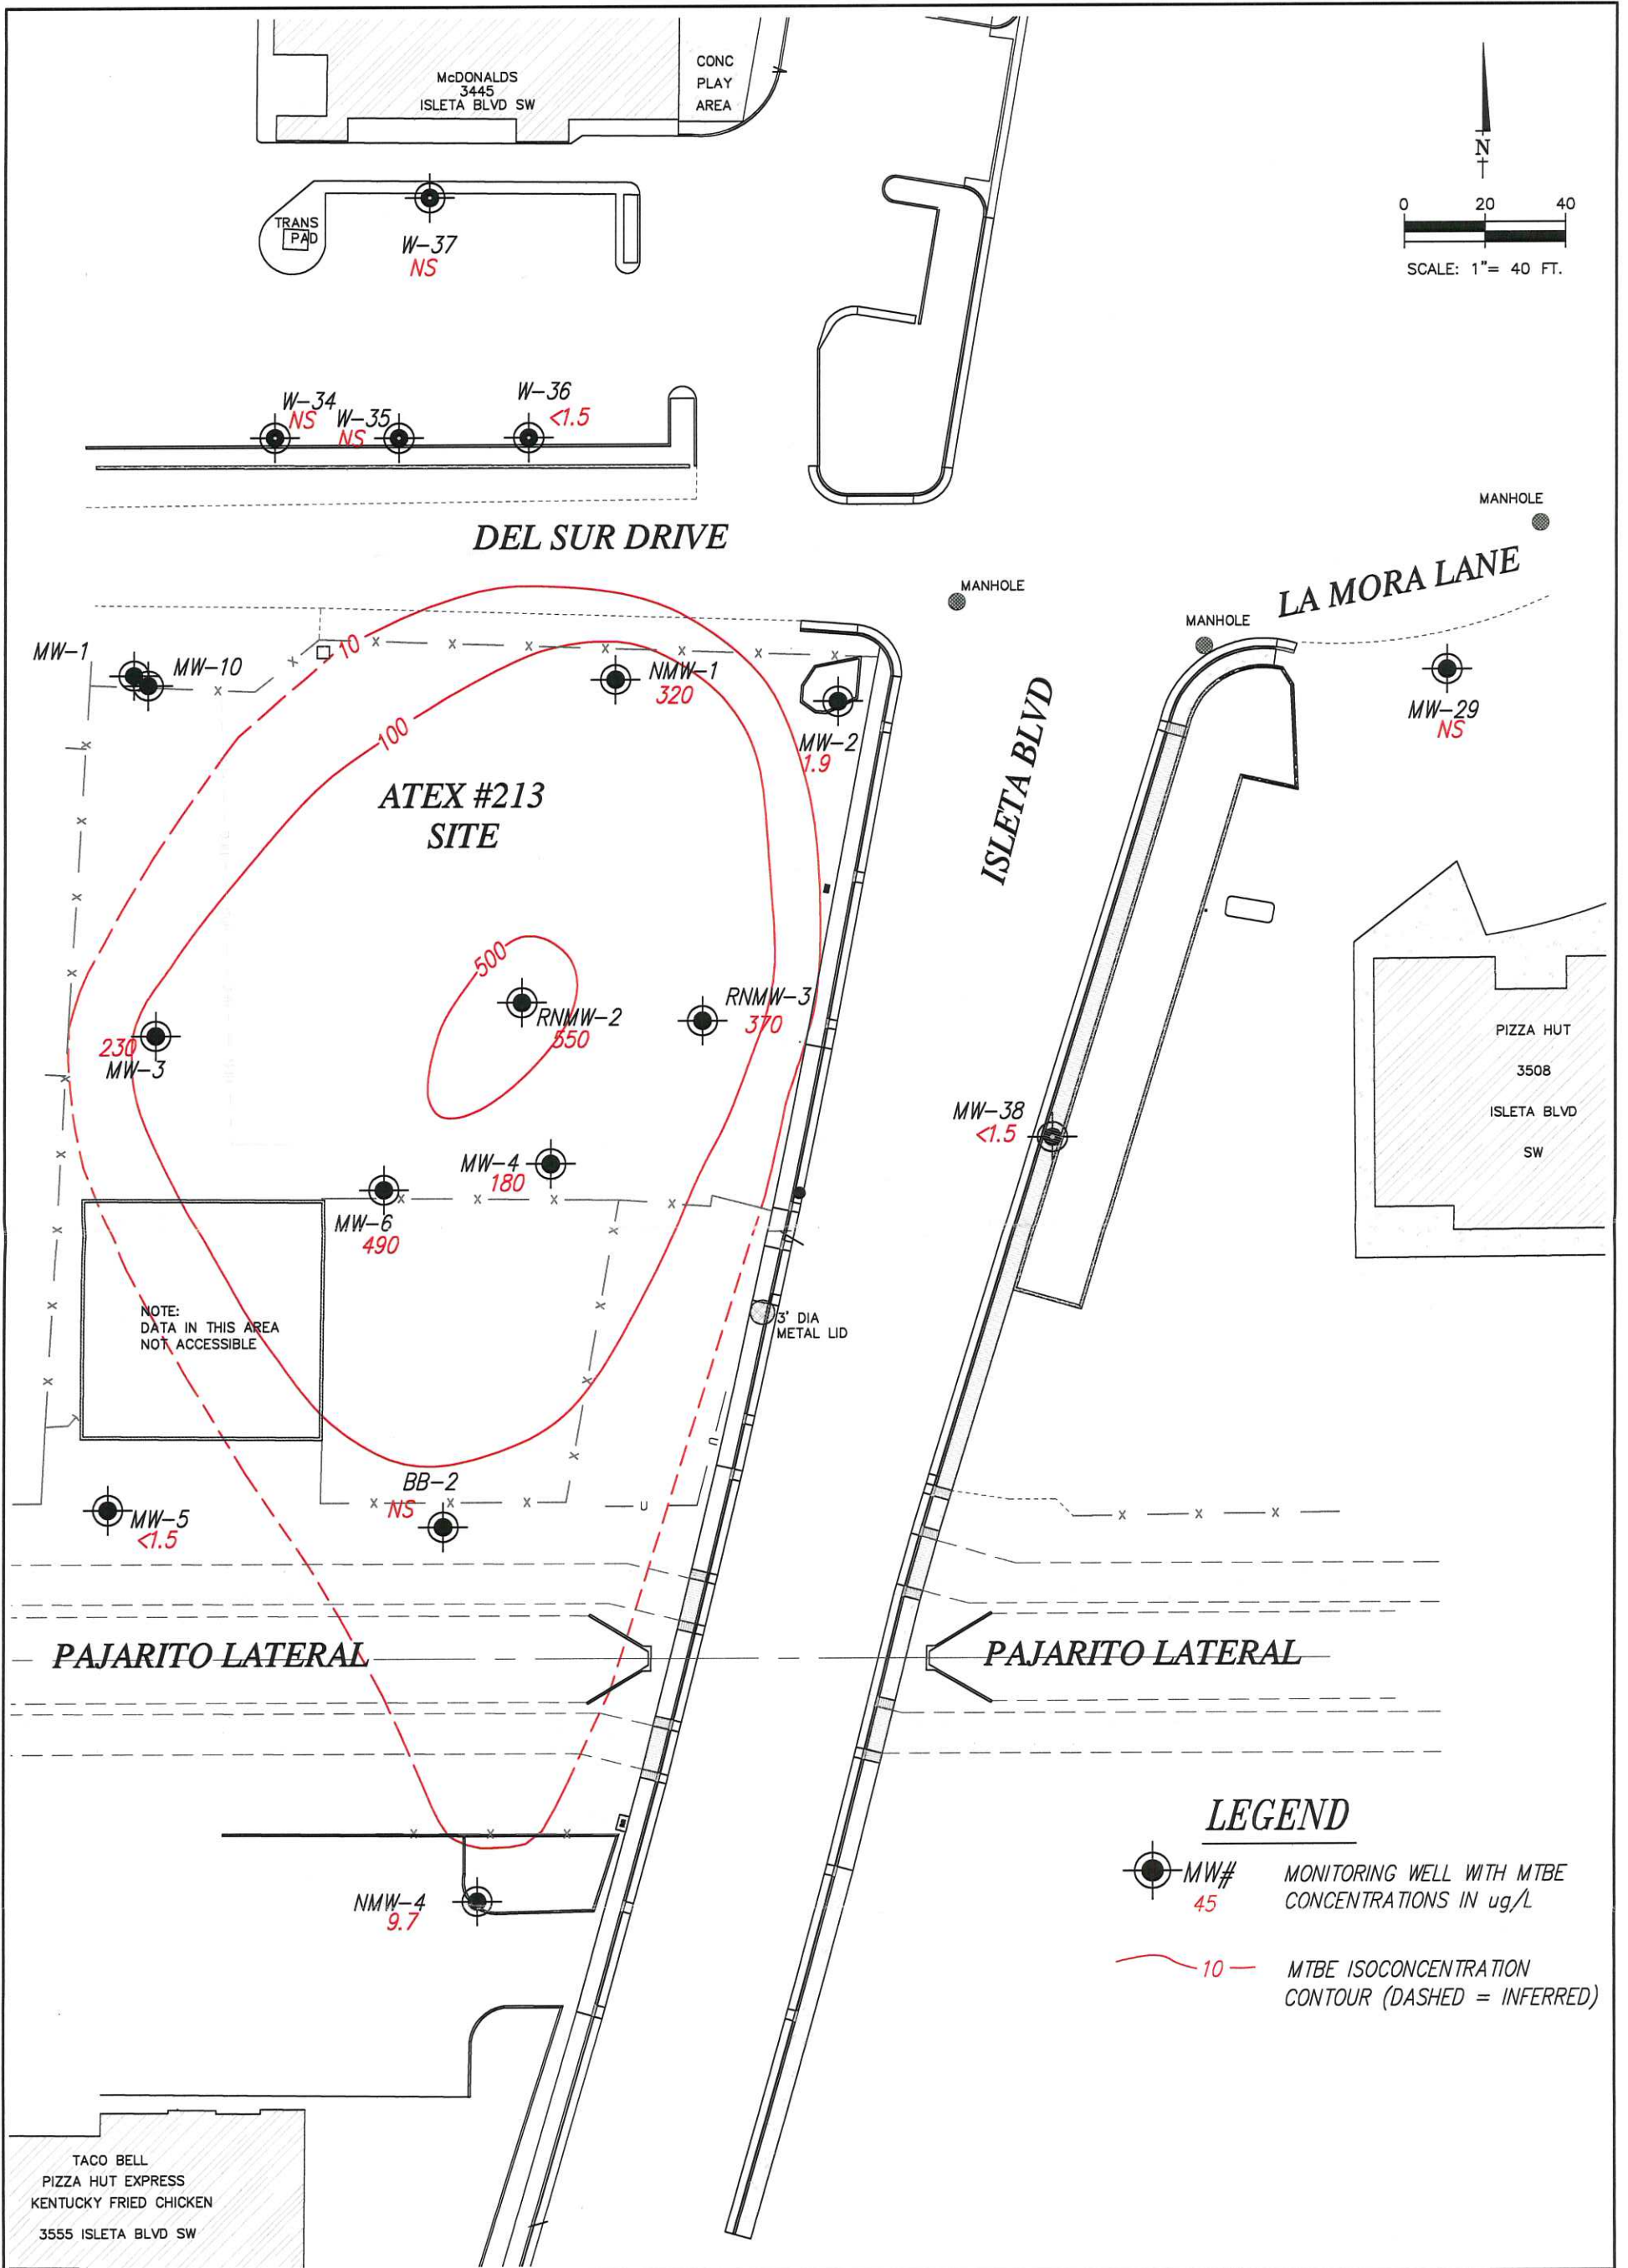 McDONALDS
3445
ISLETA BLVD SW
CONC
PLAY
AREA
N
0 20 40
SCALE: 1"= 40 FT.
TRANS
PAD
W-37
NS
W-34
NS
W-35
NS
W-36
<1.5
DEL SUR DRIVE
MANHOLE
MANHOLE
MANHOLE
LA MORA LANE
MW-1
MW-10
10
NMW-1
320
MW-2
1.9
MW-29
NS
100
ISLETA BLVD
ATEX #213
SITE
500
RNMW-2
550
RNMW-3
370
230
MW-3
PIZZA HUT
3508
ISLETA BLVD
SW
MW-38
<1.5
MW-4
180
MW-6
490
NOTE:
DATA IN THIS AREA
NOT ACCESSIBLE
3' DIA
METAL LID
BB-2
NS
MW-5
<1.5
PAJARITO LATERAL
PAJARITO LATERAL
NMW-4
9.7
LEGEND
MW#
45
MONITORING WELL WITH MTBE
CONCENTRATIONS IN ug/L
10
MTBE ISOCONCENTRATION
CONTOUR (DASHED = INFERRED)
TACO BELL
PIZZA HUT EXPRESS
KENTUCKY FRIED CHICKEN
3555 ISLETA BLVD SW